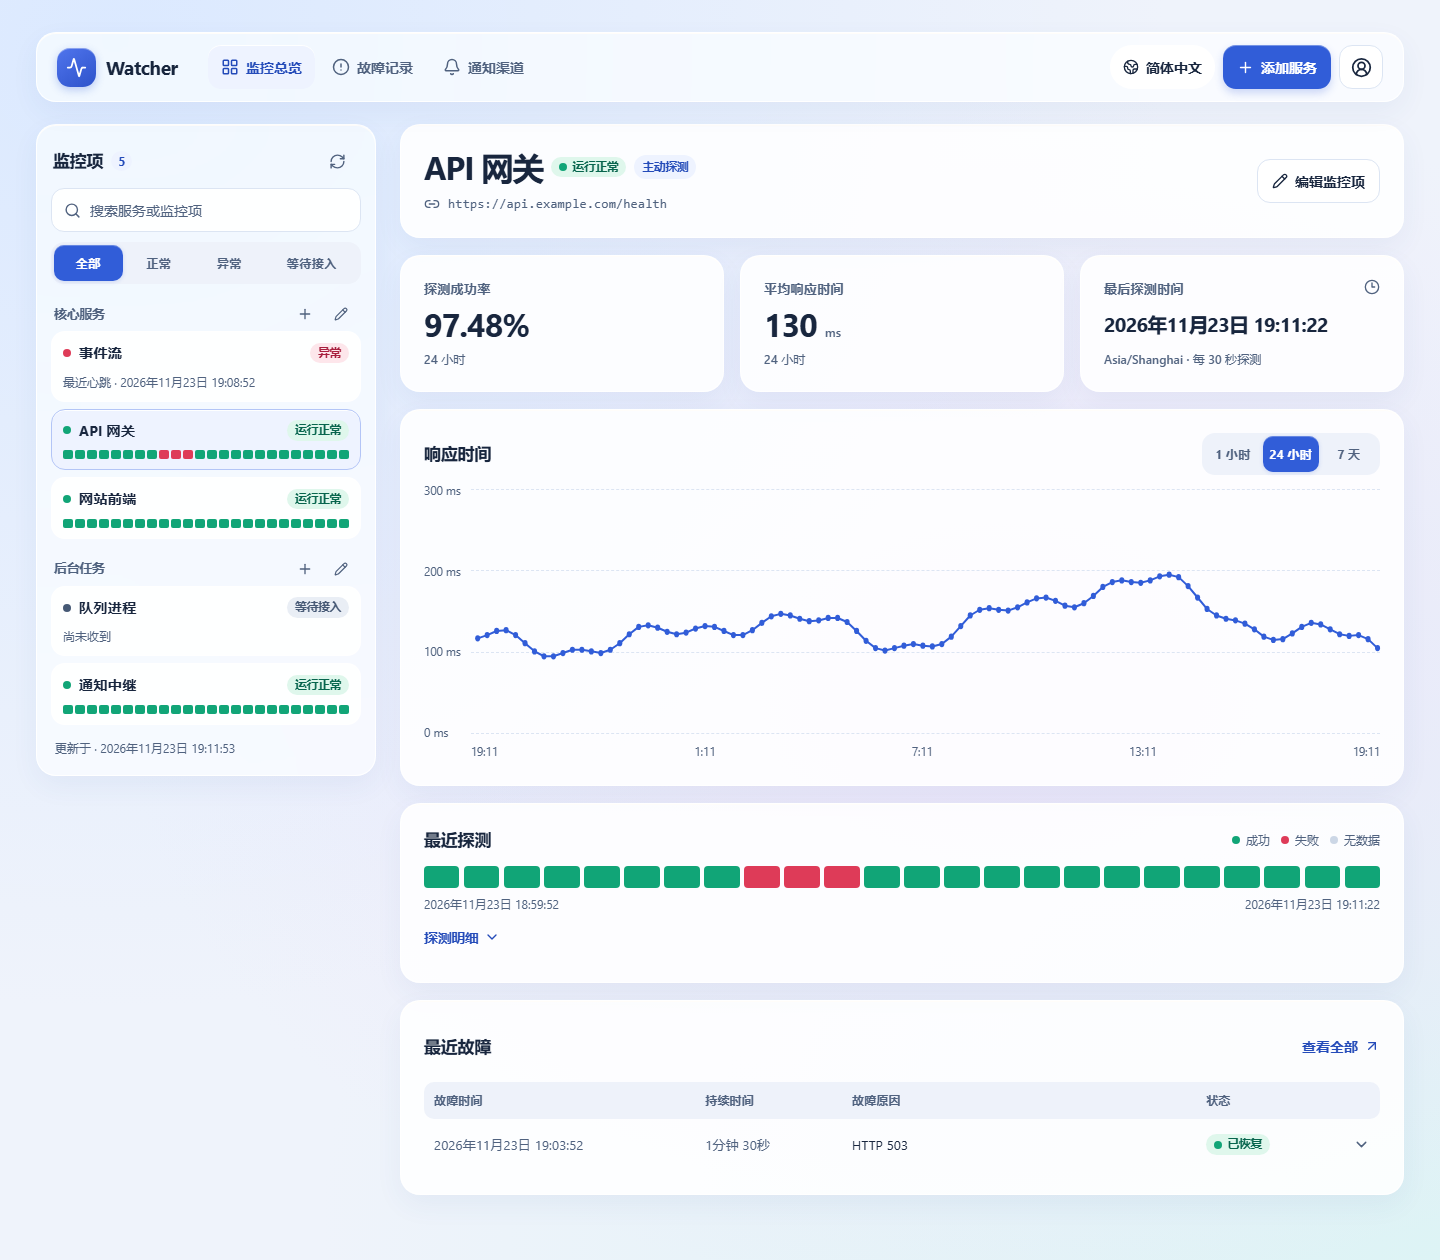 Watcher
监控总览
故障记录
通知渠道
简体中文
添加服务
监控项 5
搜索服务或监控项
全部 正常 异常 等待接入
核心服务
事件流 异常
最近心跳 · 2026年11月23日 19:08:52
API 网关 运行正常
网站前端 运行正常
后台任务
队列进程 等待接入
尚未收到
通知中继 运行正常
更新于 · 2026年11月23日 19:11:53
API 网关 运行正常 主动探测
https://api.example.com/health
编辑监控项
探测成功率
97.48%
24 小时
平均响应时间
130 ms
24 小时
最后探测时间
2026年11月23日 19:11:22
Asia/Shanghai · 每 30 秒探测
响应时间
1 小时 24 小时 7 天
300 ms
200 ms
100 ms
0 ms
19:11 1:11 7:11 13:11 19:11
最近探测
成功 失败 无数据
2026年11月23日 18:59:52 2026年11月23日 19:11:22
探测明细
最近故障
查看全部
故障时间 持续时间 故障原因 状态
2026年11月23日 19:03:52 1分钟 30秒 HTTP 503 已恢复